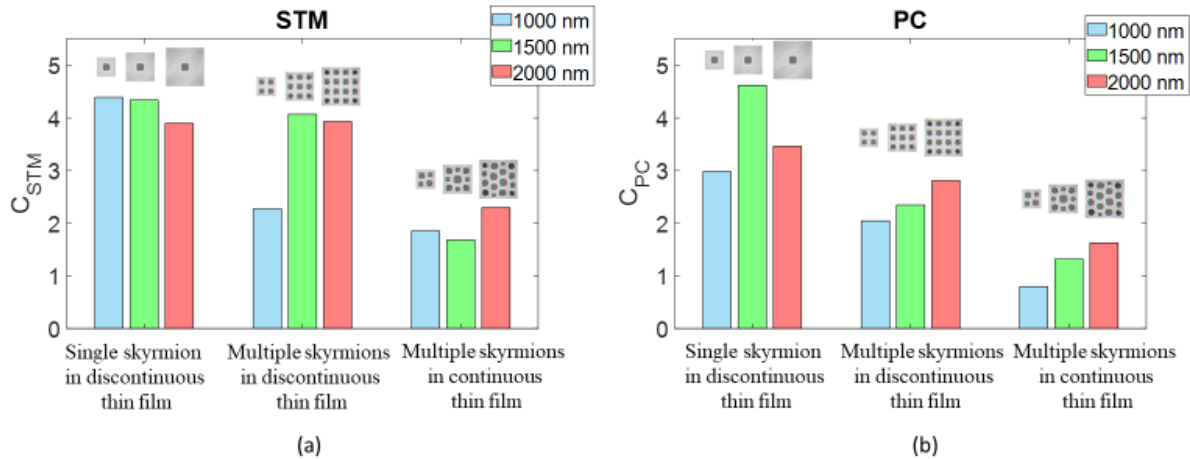 STM
1000 nm
1500 nm
2000 nm
5
4
3
2
1
0
C_STM
Single skyrmion
in discontinuous
thin film
Multiple skyrmions
in discontinuous
thin film
Multiple skyrmions
in continuous
thin film
(a)
PC
1000 nm
1500 nm
2000 nm
5
4
3
2
1
0
C_PC
Single skyrmion
in discontinuous
thin film
Multiple skyrmions
in discontinuous
thin film
Multiple skyrmions
in continuous
thin film
(b)